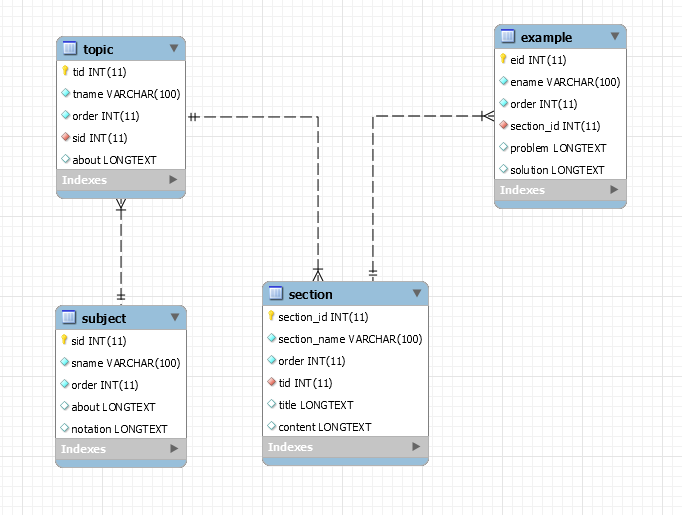 topic
tid INT(11)
tname VARCHAR(100)
order INT(11)
sid INT(11)
about LONGTEXT
Indexes
example
eid INT(11)
ename VARCHAR(100)
order INT(11)
section_id INT(11)
problem LONGTEXT
solution LONGTEXT
Indexes
subject
sid INT(11)
sname VARCHAR(100)
order INT(11)
about LONGTEXT
notation LONGTEXT
Indexes
section
section_id INT(11)
section_name VARCHAR(100)
order INT(11)
tid INT(11)
title LONGTEXT
content LONGTEXT
Indexes